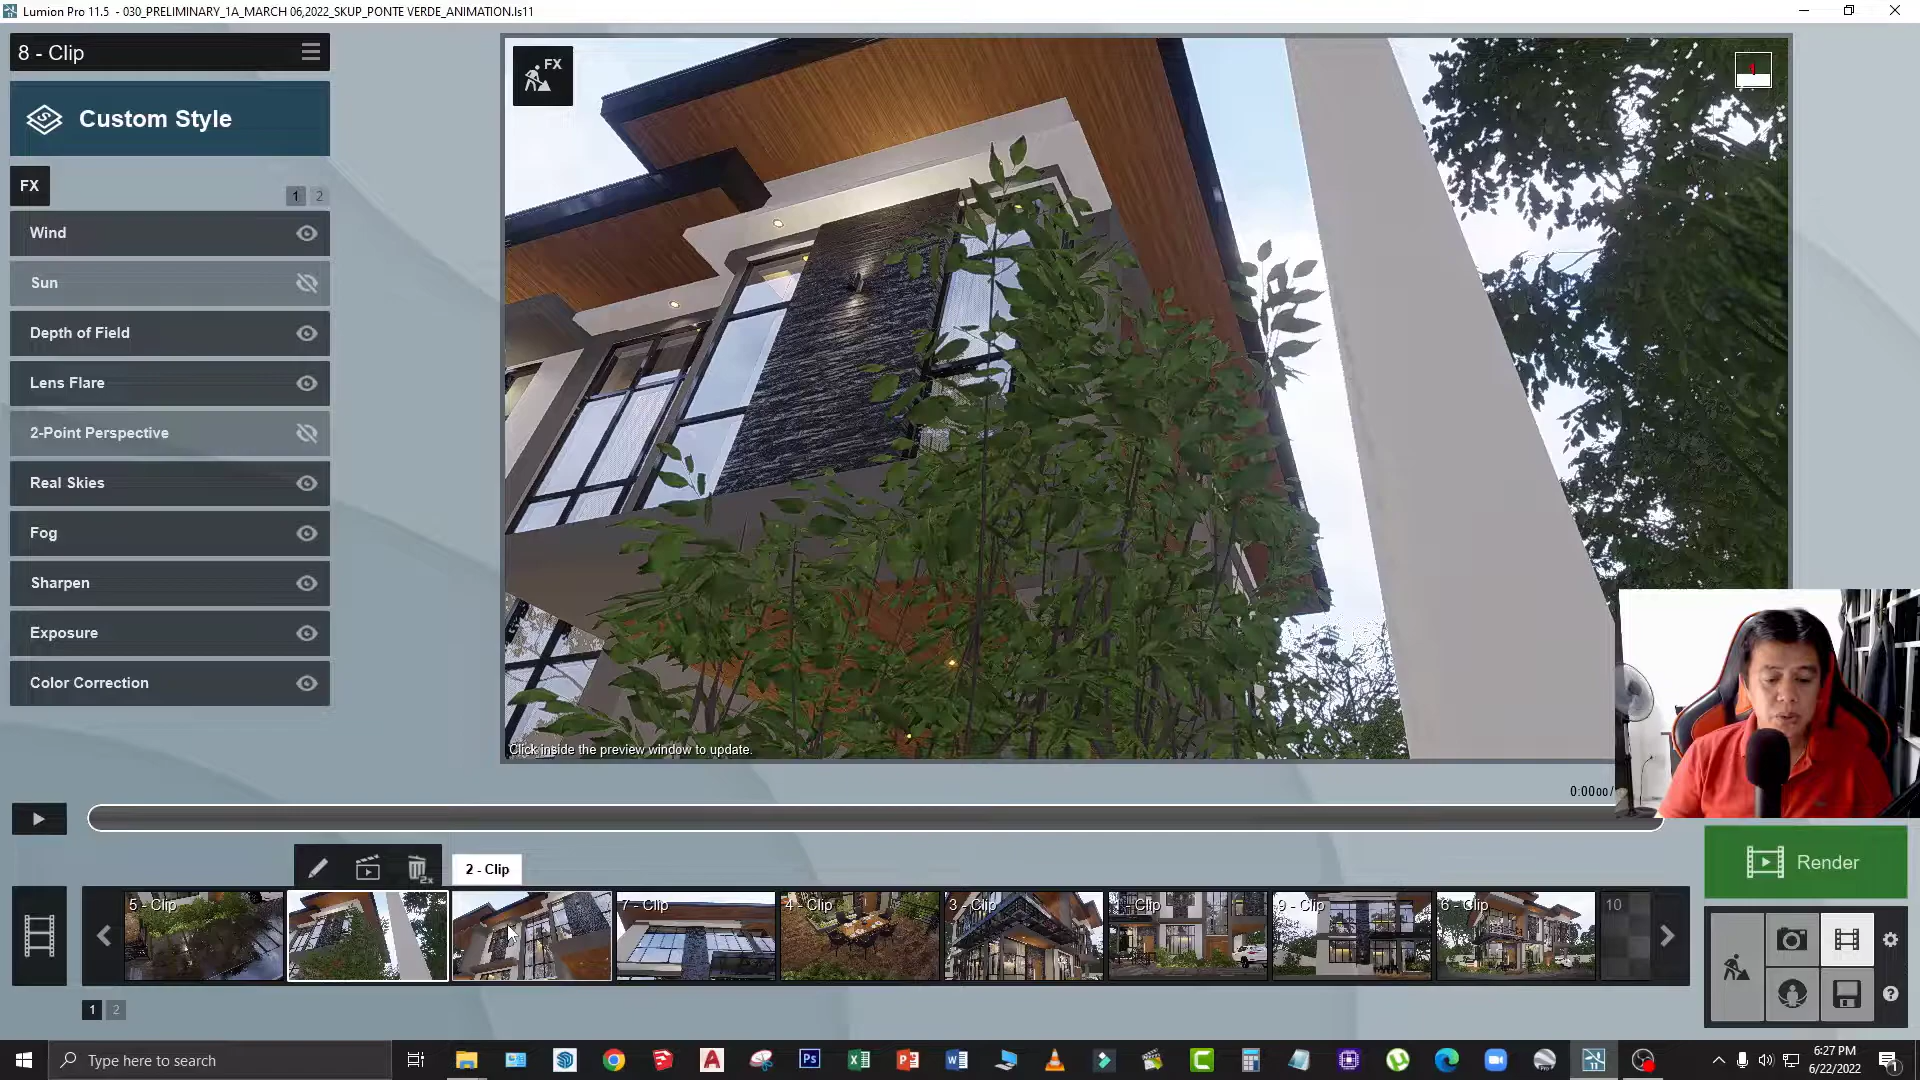 Lumion Pro 11.5 - 030_PRELIMINARY_1A_MARCH 06,2022_SKUP_PONTE VERDE_ANIMATION.ls11
8 - Clip
Custom Style
FX
1 2
Wind
Sun
Depth of Field
Lens Flare
2-Point Perspective
Real Skies
Fog
Sharpen
Exposure
Color Correction
FX
Click inside the preview window to update.
0:0000/
2x
2 - Clip
Render
5 - Clip
7 - Clip
4 - Clip
3 - Clip
- Clip
9 - Clip
6 - Clip
10
1 2
Type here to search
6:27 PM
6/22/2022